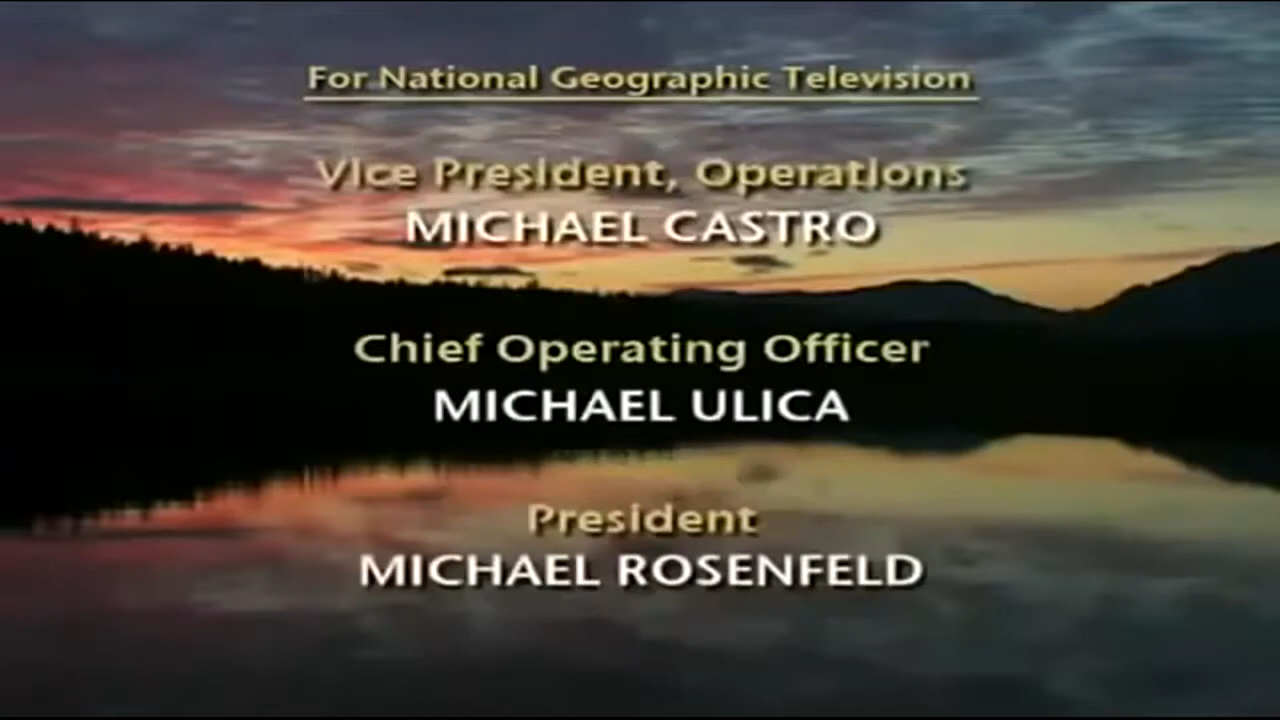 For National Geographic Television
Vice President, Operations
MICHAEL CASTRO
Chief Operating Officer
MICHAEL ULICA
President
MICHAEL ROSENFELD